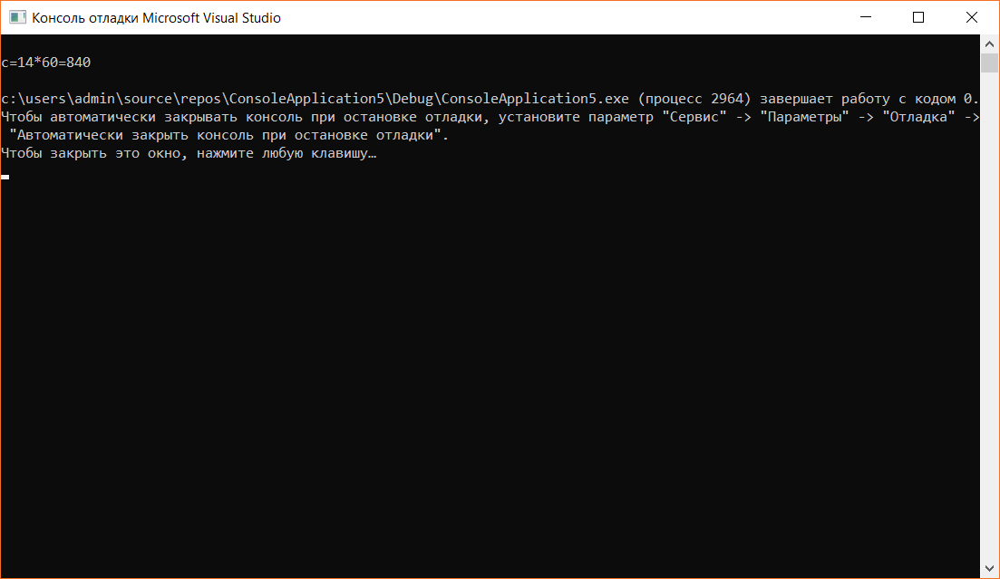 Консоль отладки Microsoft Visual Studio
c=14*60=840
c:\users\admin\source\repos\ConsoleApplication5\Debug\ConsoleApplication5.exe (процесс 2964) завершает работу с кодом 0.
Чтобы автоматически закрывать консоль при остановке отладки, установите параметр "Сервис" -> "Параметры" -> "Отладка" ->
"Автоматически закрыть консоль при остановке отладки".
Чтобы закрыть это окно, нажмите любую клавишу…